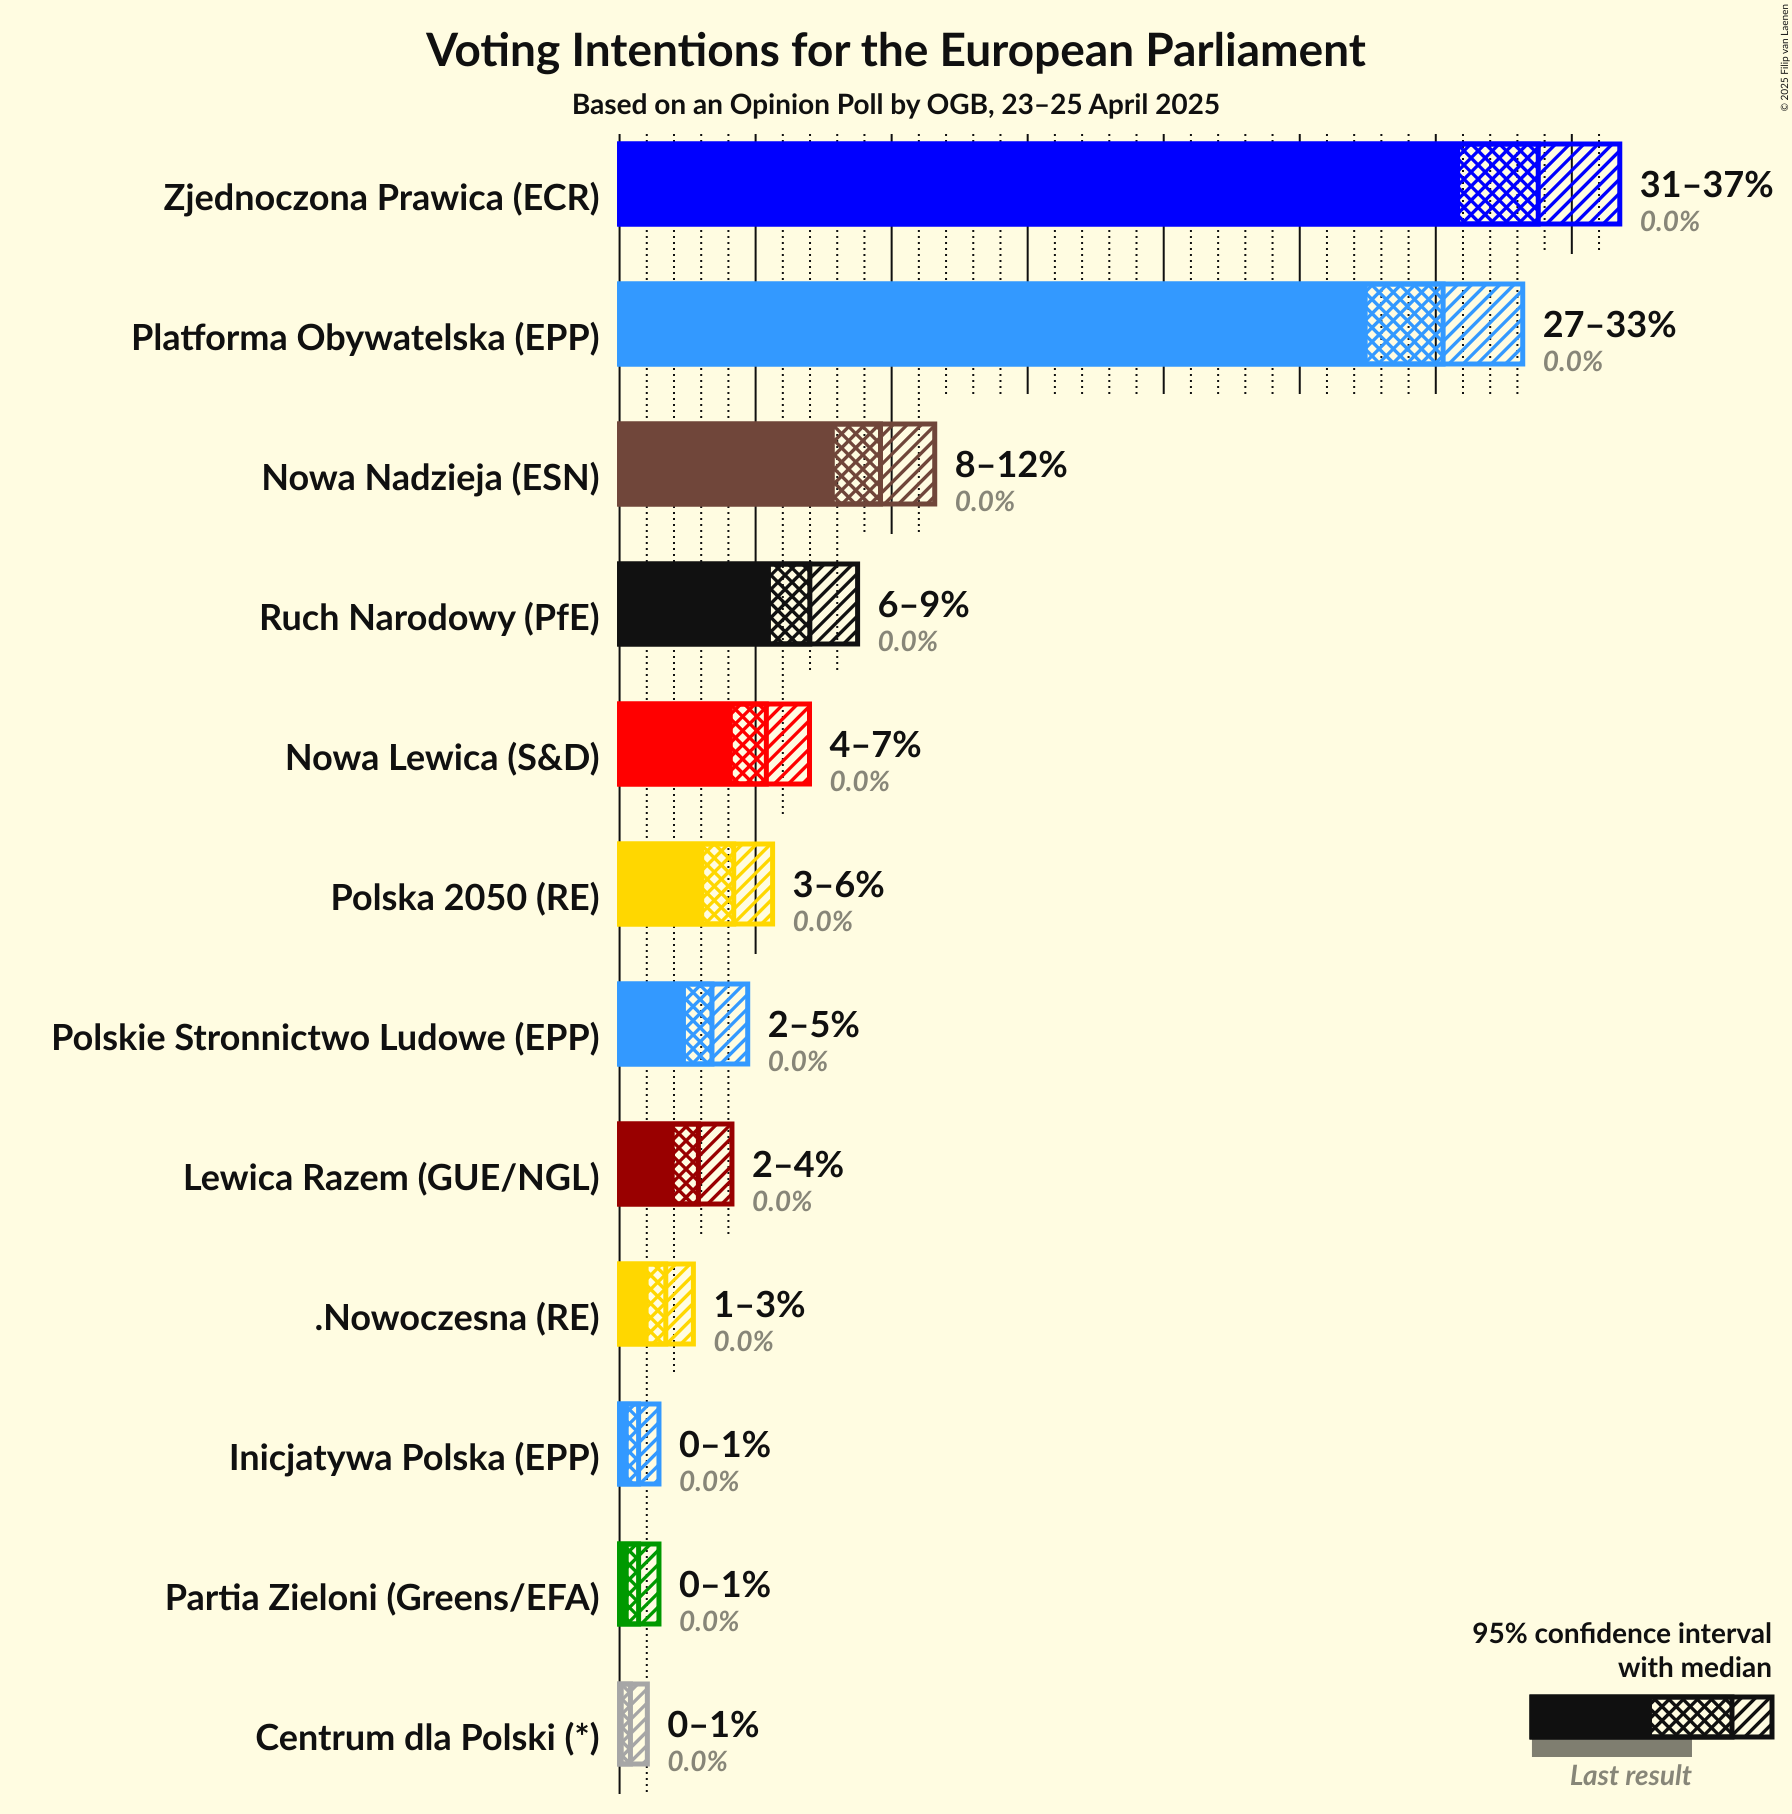 Voting Intentions for the European Parliament
Based on an Opinion Poll by OGB, 23–25 April 2025
© 2025 Filip van Laenen
Zjednoczona Prawica (ECR)
31–37%
0.0%
Platforma Obywatelska (EPP)
27–33%
0.0%
Nowa Nadzieja (ESN)
8–12%
0.0%
Ruch Narodowy (PfE)
6–9%
0.0%
Nowa Lewica (S&D)
4–7%
0.0%
Polska 2050 (RE)
3–6%
0.0%
Polskie Stronnictwo Ludowe (EPP)
2–5%
0.0%
Lewica Razem (GUE/NGL)
2–4%
0.0%
.Nowoczesna (RE)
1–3%
0.0%
Inicjatywa Polska (EPP)
0–1%
0.0%
Partia Zieloni (Greens/EFA)
0–1%
0.0%
Centrum dla Polski (*)
0–1%
0.0%
95% confidence interval
with median
Last result